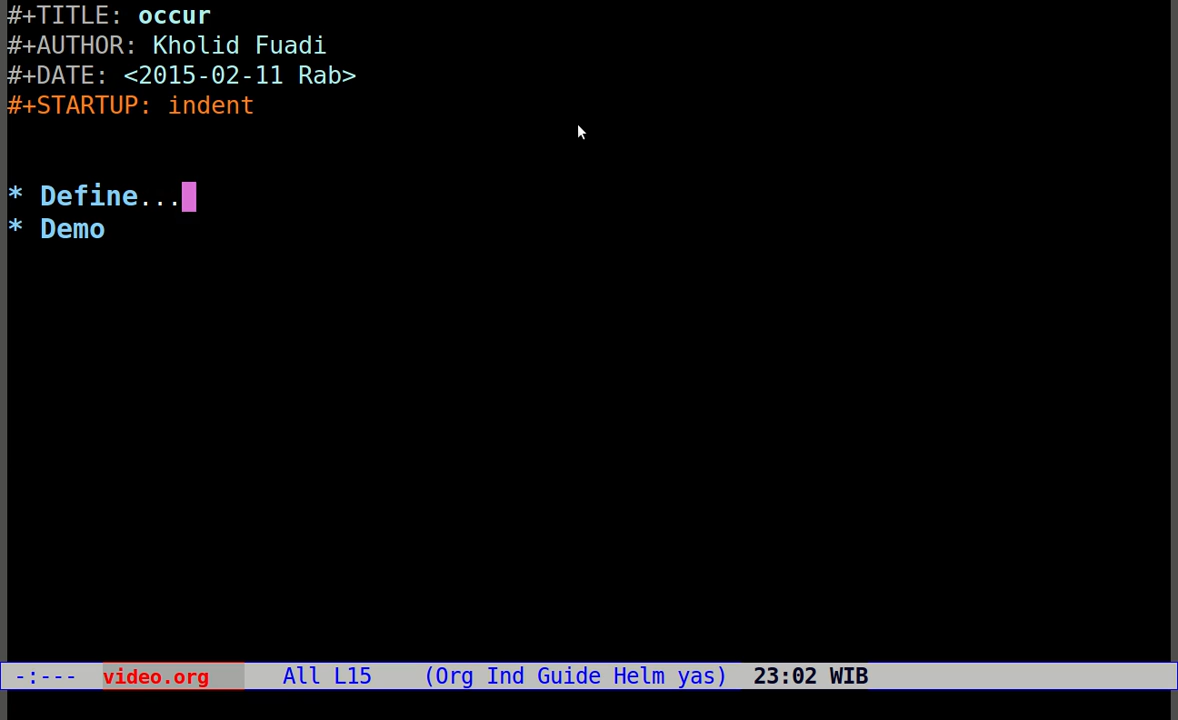 #+TITLE: occur
#+AUTHOR: Kholid Fuadi
#+DATE: <2015-02-11 Rab>
#+STARTUP: indent
* Define...
* Demo
-:--- video.org All L15 (Org Ind Guide Helm yas) 23:02 WIB